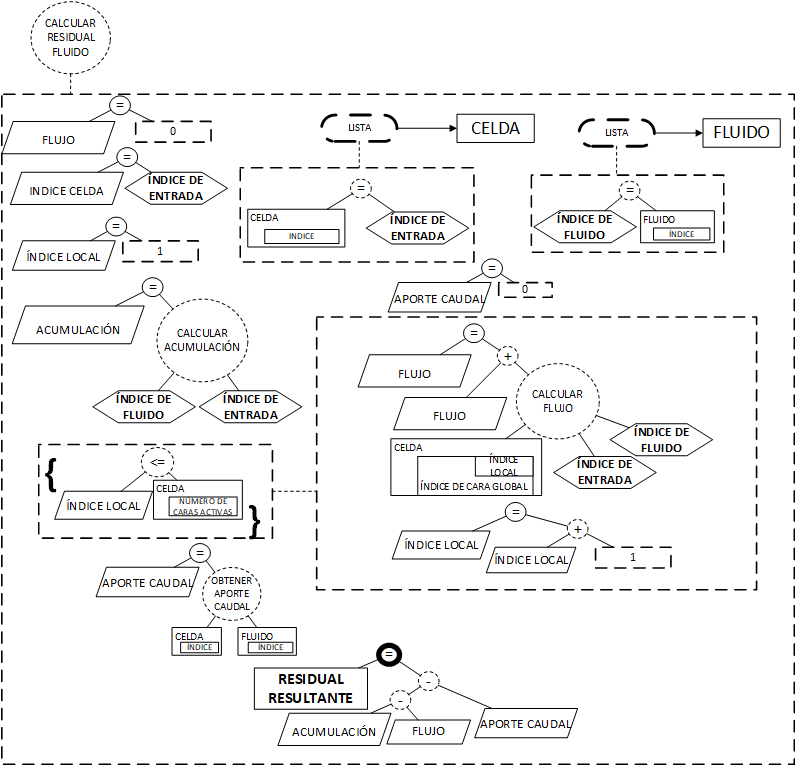 CALCULAR
RESIDUAL
FLUIDO
=
FLUJO
0
=
INDICE CELDA
ÍNDICE DE
ENTRADA
LISTA
CELDA
=
CELDA
INDICE
ÍNDICE DE
ENTRADA
LISTA
FLUIDO
=
ÍNDICE DE
FLUIDO
FLUIDO
ÍNDICE
=
ÍNDICE LOCAL
1
=
APORTE CAUDAL
0
=
ACUMULACIÓN
CALCULAR
ACUMULACIÓN
ÍNDICE DE
FLUIDO
ÍNDICE DE
ENTRADA
=
FLUJO
+
FLUJO
CALCULAR
FLUJO
CELDA
ÍNDICE
LOCAL
ÍNDICE DE CARA GLOBAL
ÍNDICE DE
ENTRADA
ÍNDICE DE
FLUIDO
{
<=
ÍNDICE LOCAL
CELDA
NÚMERO DE
CARAS ACTIVAS
}
=
ÍNDICE LOCAL
+
ÍNDICE LOCAL
1
=
APORTE CAUDAL
OBTENER
APORTE
CAUDAL
CELDA
ÍNDICE
FLUIDO
ÍNDICE
=
RESIDUAL
RESULTANTE
-
-
ACUMULACIÓN
FLUJO
APORTE CAUDAL